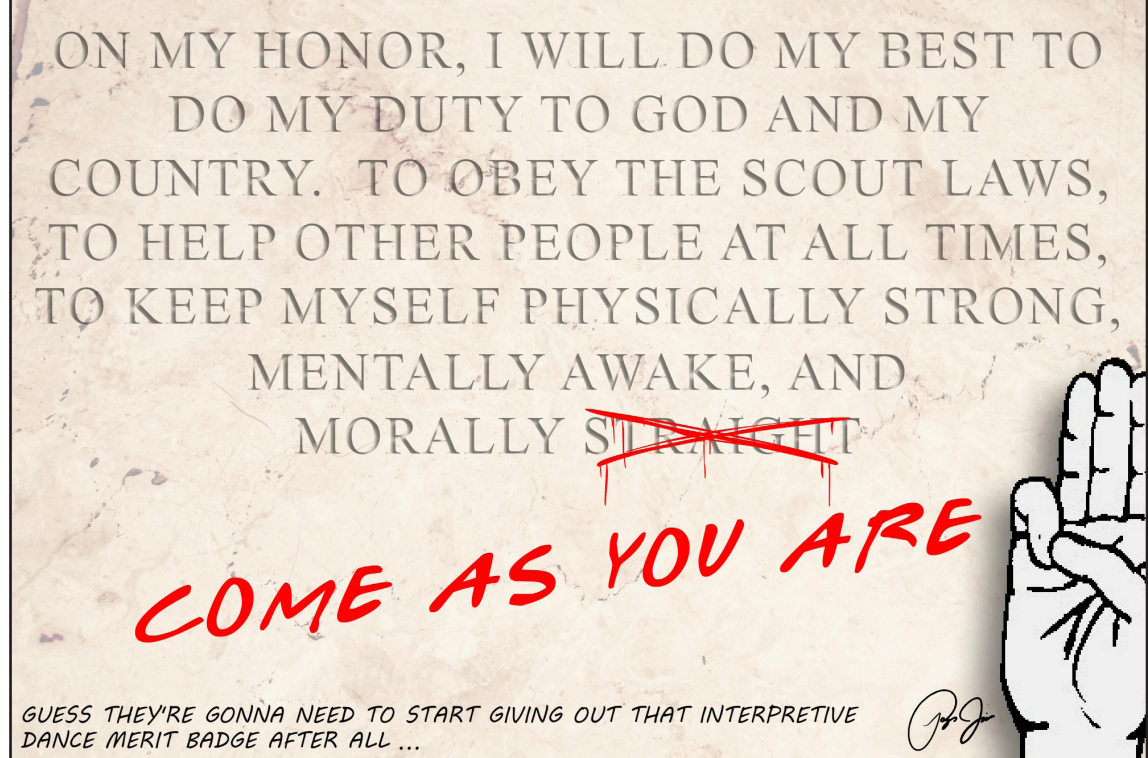 ON MY HONOR, I WILL DO MY BEST TO
DO MY DUTY TO GOD AND MY
COUNTRY. TO OBEY THE SCOUT LAWS,
TO HELP OTHER PEOPLE AT ALL TIMES,
TO KEEP MYSELF PHYSICALLY STRONG,
MENTALLY AWAKE, AND
MORALLY STRAIGHT
COME AS YOU ARE
GUESS THEY'RE GONNA NEED TO START GIVING OUT THAT INTERPRETIVE
DANCE MERIT BADGE AFTER ALL ...